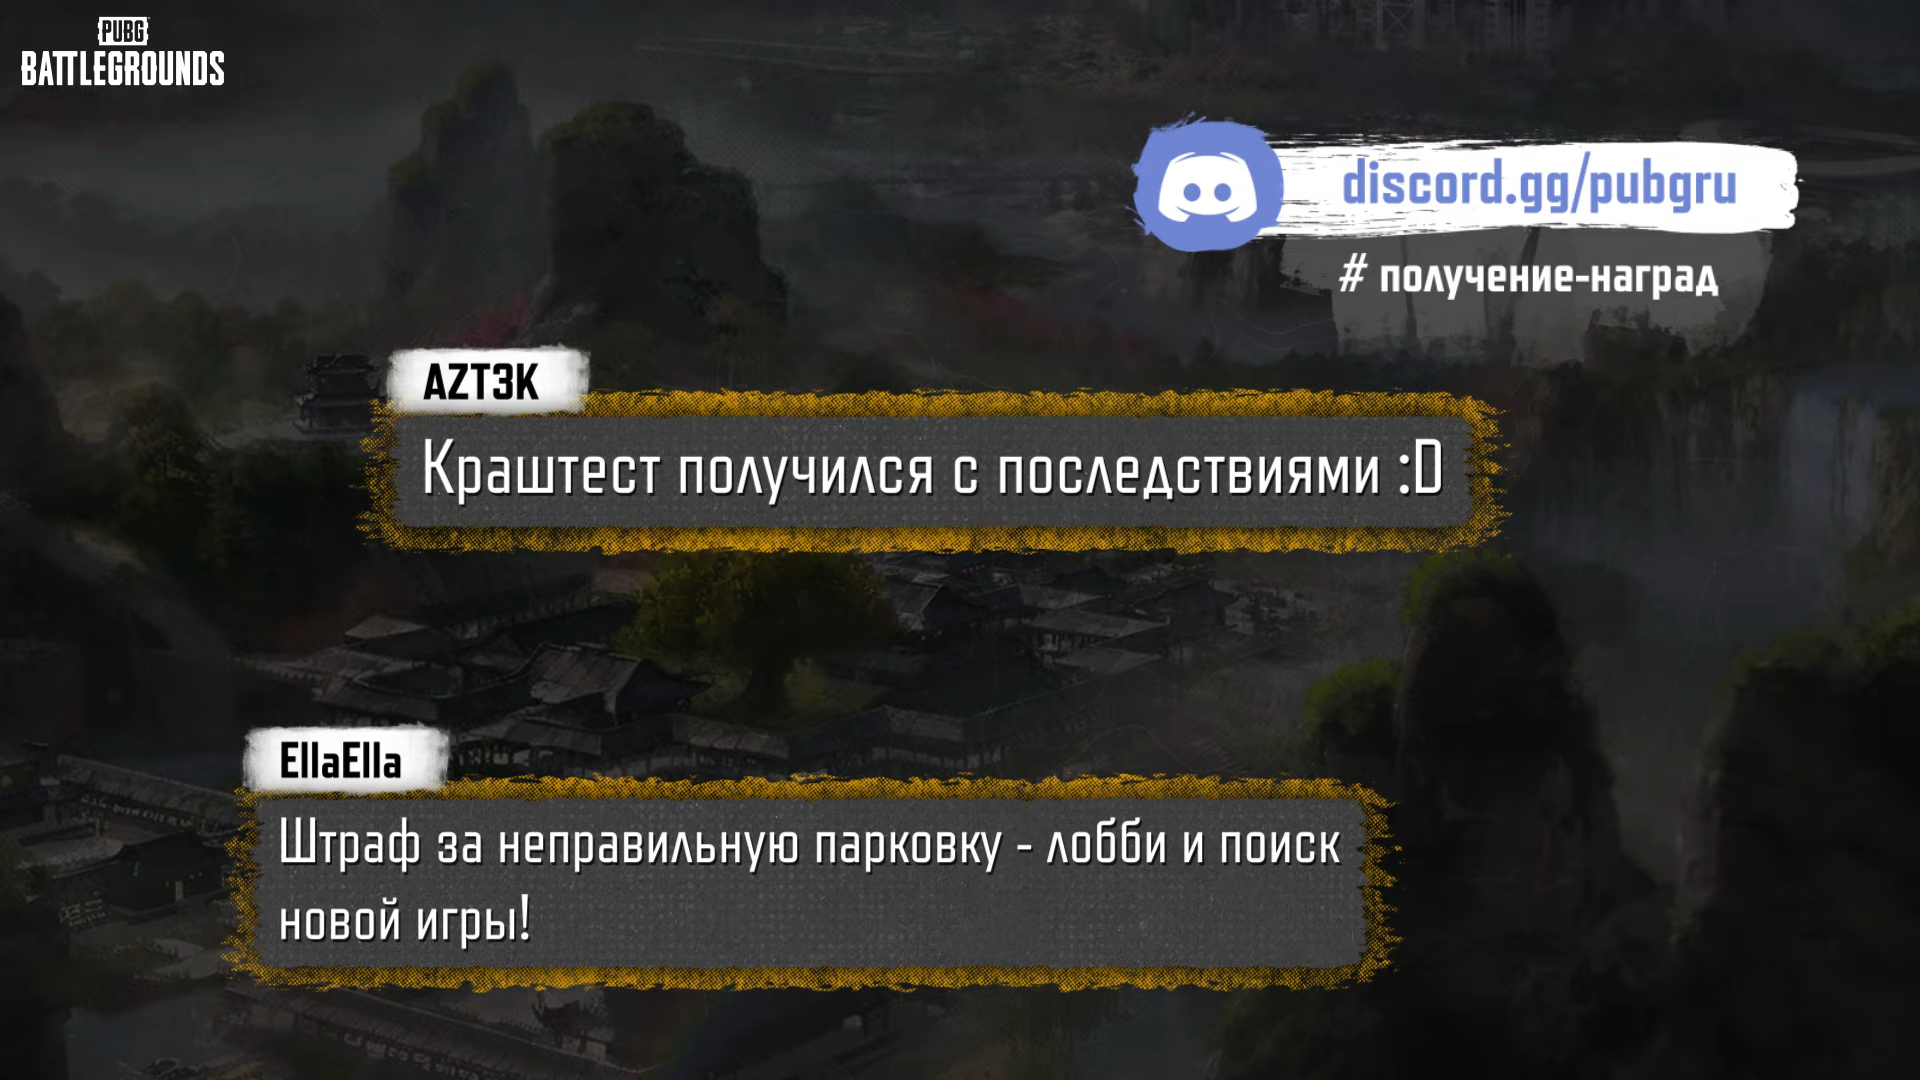 PUBG
BATTLEGROUNDS
discord.gg/pubgru
# получение-наград
AZT3K
Краштест получился с последствиями :D
EllaElla
Штраф за неправильную парковку - лобби и поиск
новой игры!